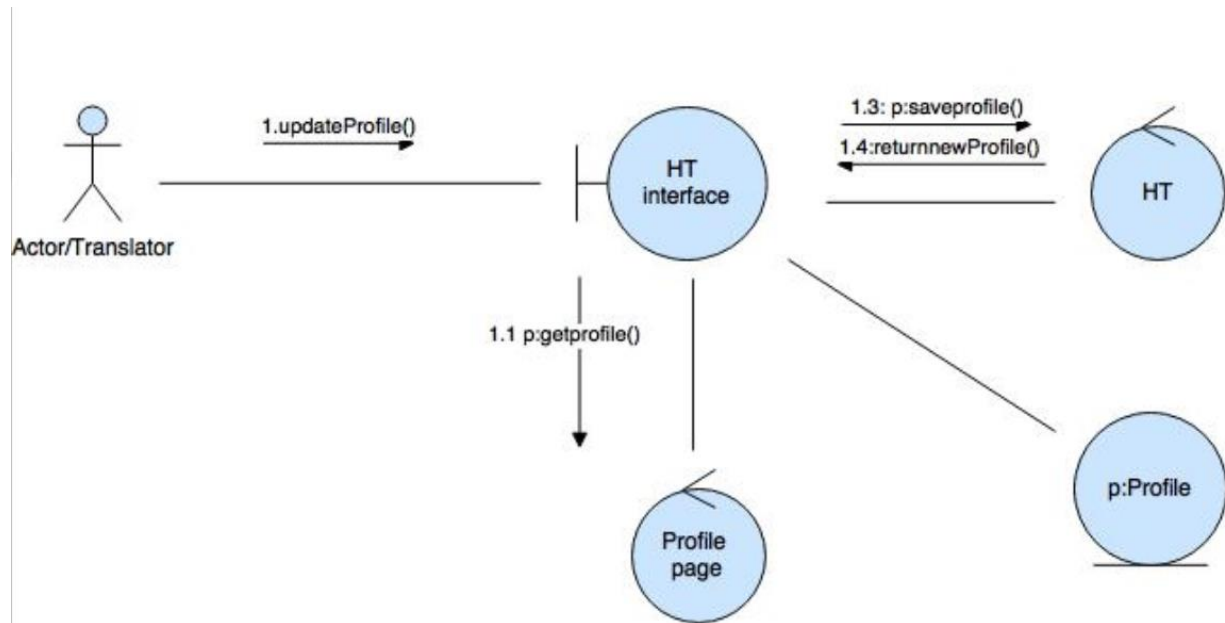 1.updateProfile()
1.3: p:saveprofile()
1.4:returnnewProfile()
HT
interface
HT
Actor/Translator
1.1 p:getprofile()
p:Profile
Profile
page